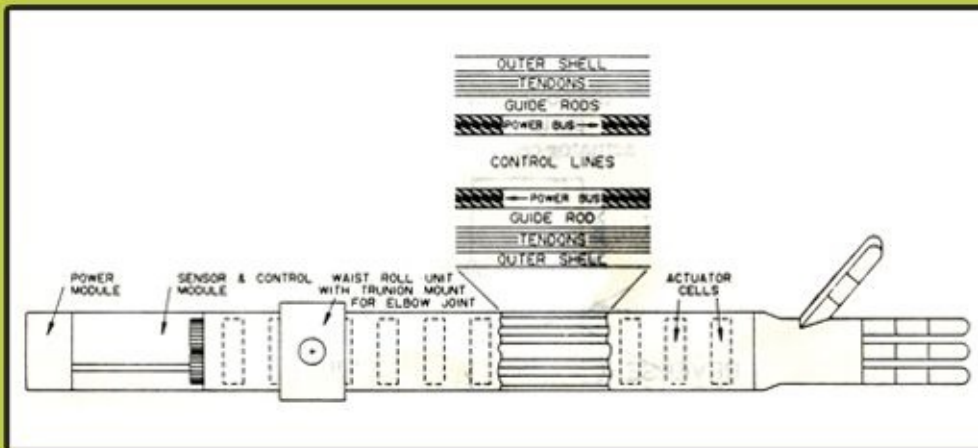 OUTER SHELL
TENDONS
GUIDE RODS
POWER BUS
CONTROL LINES
POWER BUS
GUIDE ROD
TENDONS
OUTER SHELL
POWER
MODULE
SENSOR & CONTROL
MODULE
WAIST ROLL UNIT
WITH TRUNION MOUNT
FOR ELBOW JOINT
ACTUATOR
CELLS